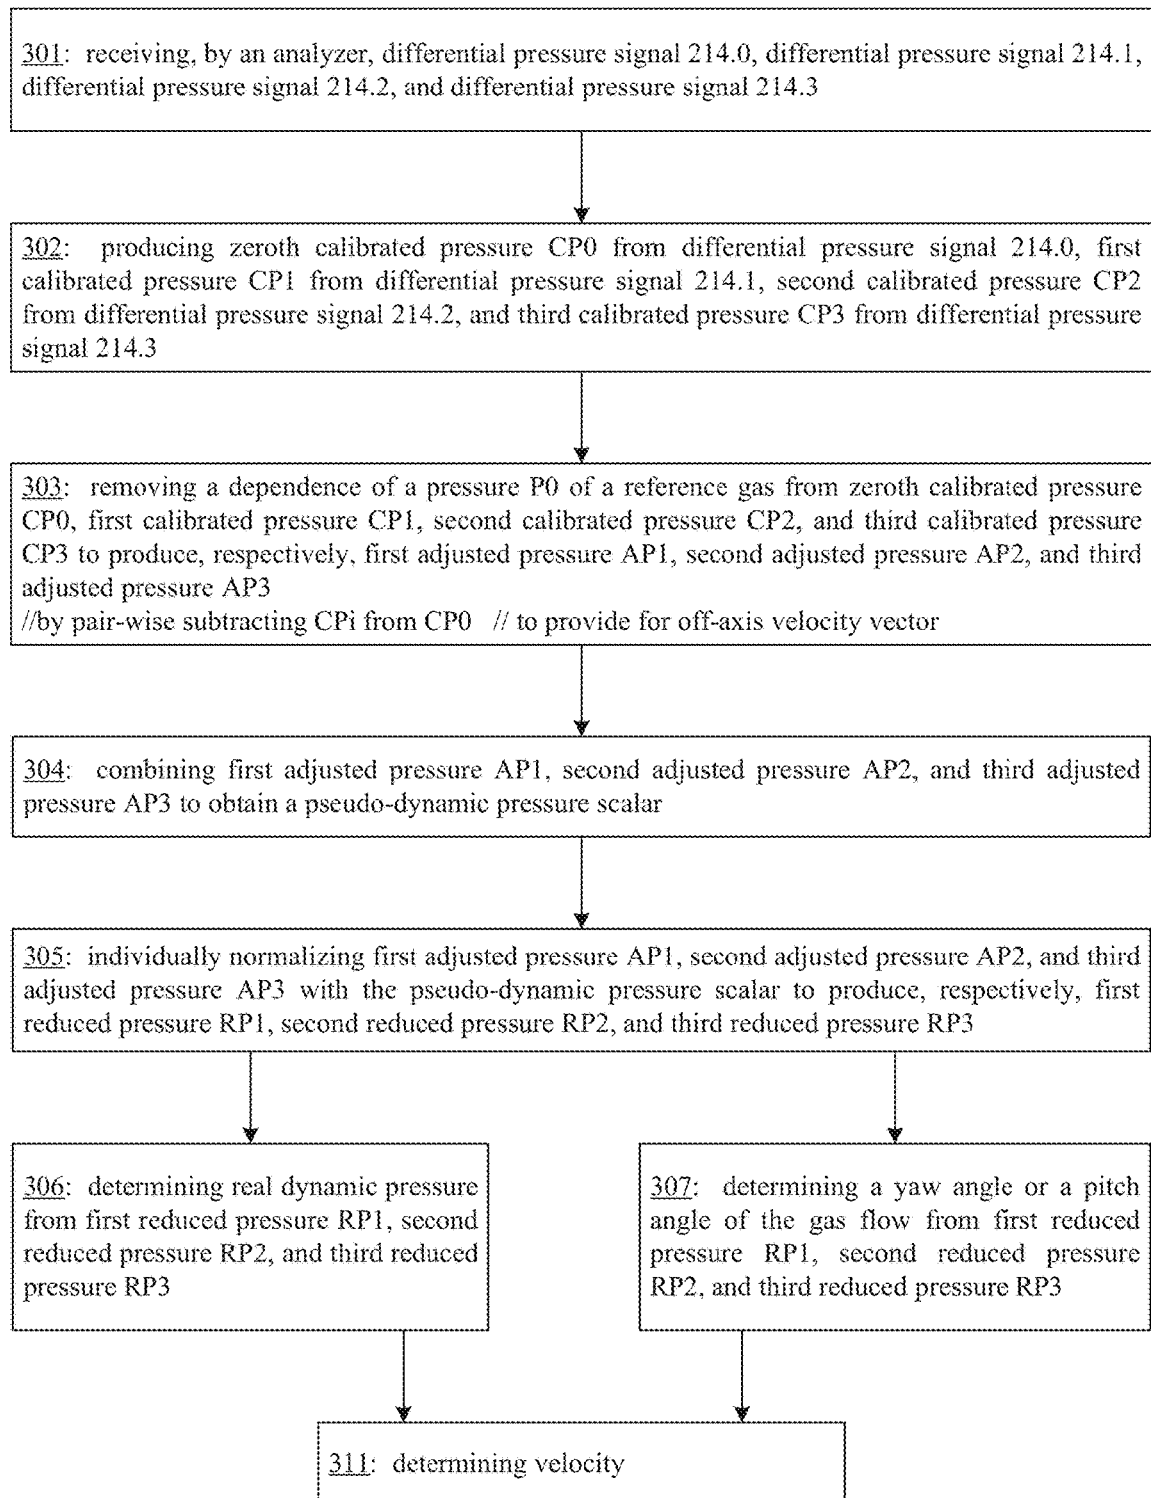 301: receiving, by an analyzer, differential pressure signal 214.0, differential pressure signal 214.1,
differential pressure signal 214.2, and differential pressure signal 214.3
302: producing zeroth calibrated pressure CP0 from differential pressure signal 214.0, first
calibrated pressure CP1 from differential pressure signal 214.1, second calibrated pressure CP2
from differential pressure signal 214.2, and third calibrated pressure CP3 from differential pressure
signal 214.3
303: removing a dependence of a pressure P0 of a reference gas from zeroth calibrated pressure
CP0, first calibrated pressure CP1, second calibrated pressure CP2, and third calibrated pressure
CP3 to produce, respectively, first adjusted pressure AP1, second adjusted pressure AP2, and third
adjusted pressure AP3
//by pair-wise subtracting CPi from CP0 // to provide for off-axis velocity vector
304: combining first adjusted pressure AP1, second adjusted pressure AP2, and third adjusted
pressure AP3 to obtain a pseudo-dynamic pressure scalar
305: individually normalizing first adjusted pressure AP1, second adjusted pressure AP2, and third
adjusted pressure AP3 with the pseudo-dynamic pressure scalar to produce, respectively, first
reduced pressure RP1, second reduced pressure RP2, and third reduced pressure RP3
306: determining real dynamic pressure
from first reduced pressure RP1, second
reduced pressure RP2, and third reduced
pressure RP3
307: determining a yaw angle or a pitch
angle of the gas flow from first reduced
pressure RP1, second reduced pressure
RP2, and third reduced pressure RP3
311: determining velocity